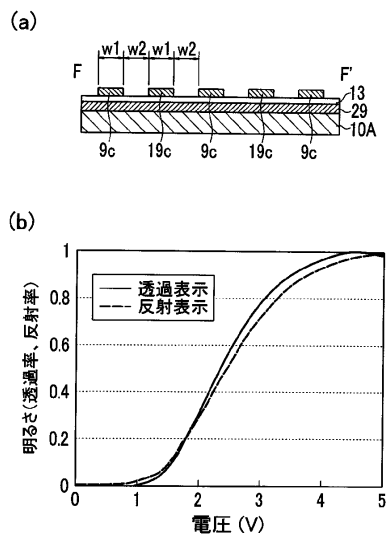 (a)
w1 w2 w1 w2
F F'
13
29
10A
9c 19c 9c 19c 9c
(b)
明るさ(透過率、反射率)
1
0.8
0.6
0.4
0.2
0
透過表示
反射表示
0 1 2 3 4 5
電圧(V)